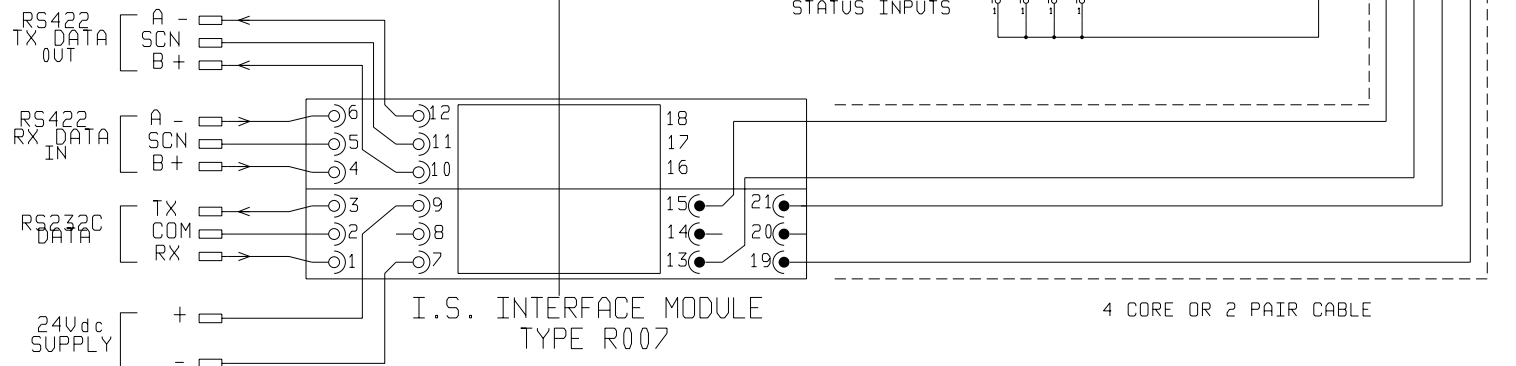 STATUS INPUTS
RS422
TX DATA
OUT
A -
SCN
B +
RS422
RX DATA
IN
A -
SCN
B +
RS232C
DATA
TX
COM
RX
24Vdc
SUPPLY
+
-
6 12 18
5 11 17
4 10 16
3 9 15 21
2 8 14 20
1 7 13 19
I.S. INTERFACE MODULE
TYPE R007
4 CORE OR 2 PAIR CABLE